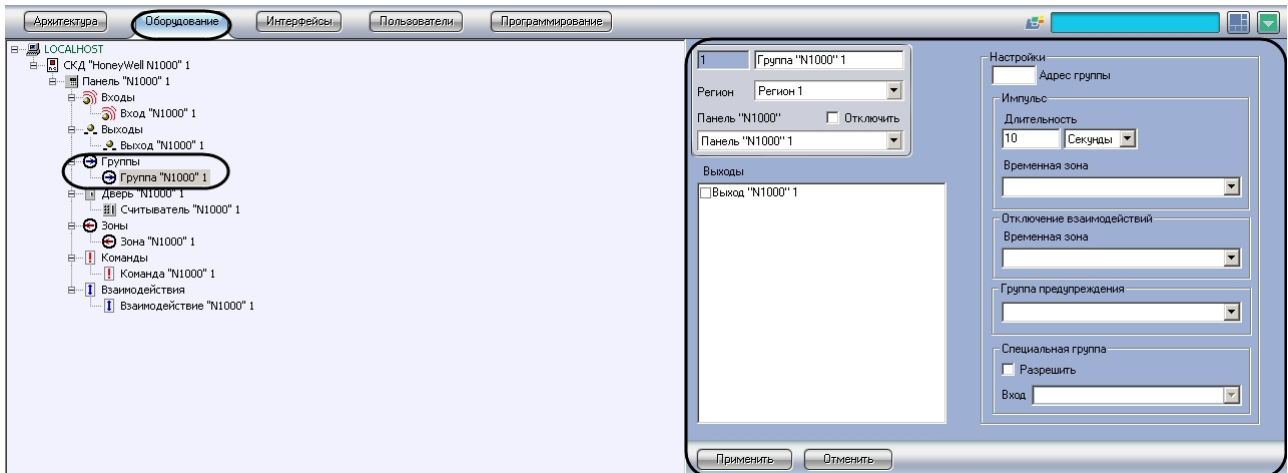 Архитектура Оборудование Интерфейсы Пользователи Программирование
LOCALHOST
СКД "HoneyWell N1000" 1
Панель "N1000" 1
Входы
Вход "N1000" 1
Выходы
Выход "N1000" 1
Группы
Группа "N1000" 1
Дверь "N1000" 1
Считыватель "N1000" 1
Зоны
Зона "N1000" 1
Команды
Команда "N1000" 1
Взаимодействия
Взаимодействие "N1000" 1
1 Группа "N1000" 1
Регион Регион 1
Панель "N1000" Отключить
Панель "N1000" 1
Выходы
Выход "N1000" 1
Настройки
Адрес группы
Импульс
Длительность
10 Секунды
Временная зона
Отключение взаимодействий
Временная зона
Группа предупреждения
Специальная группа
Разрешить
Вход
Применить Отменить